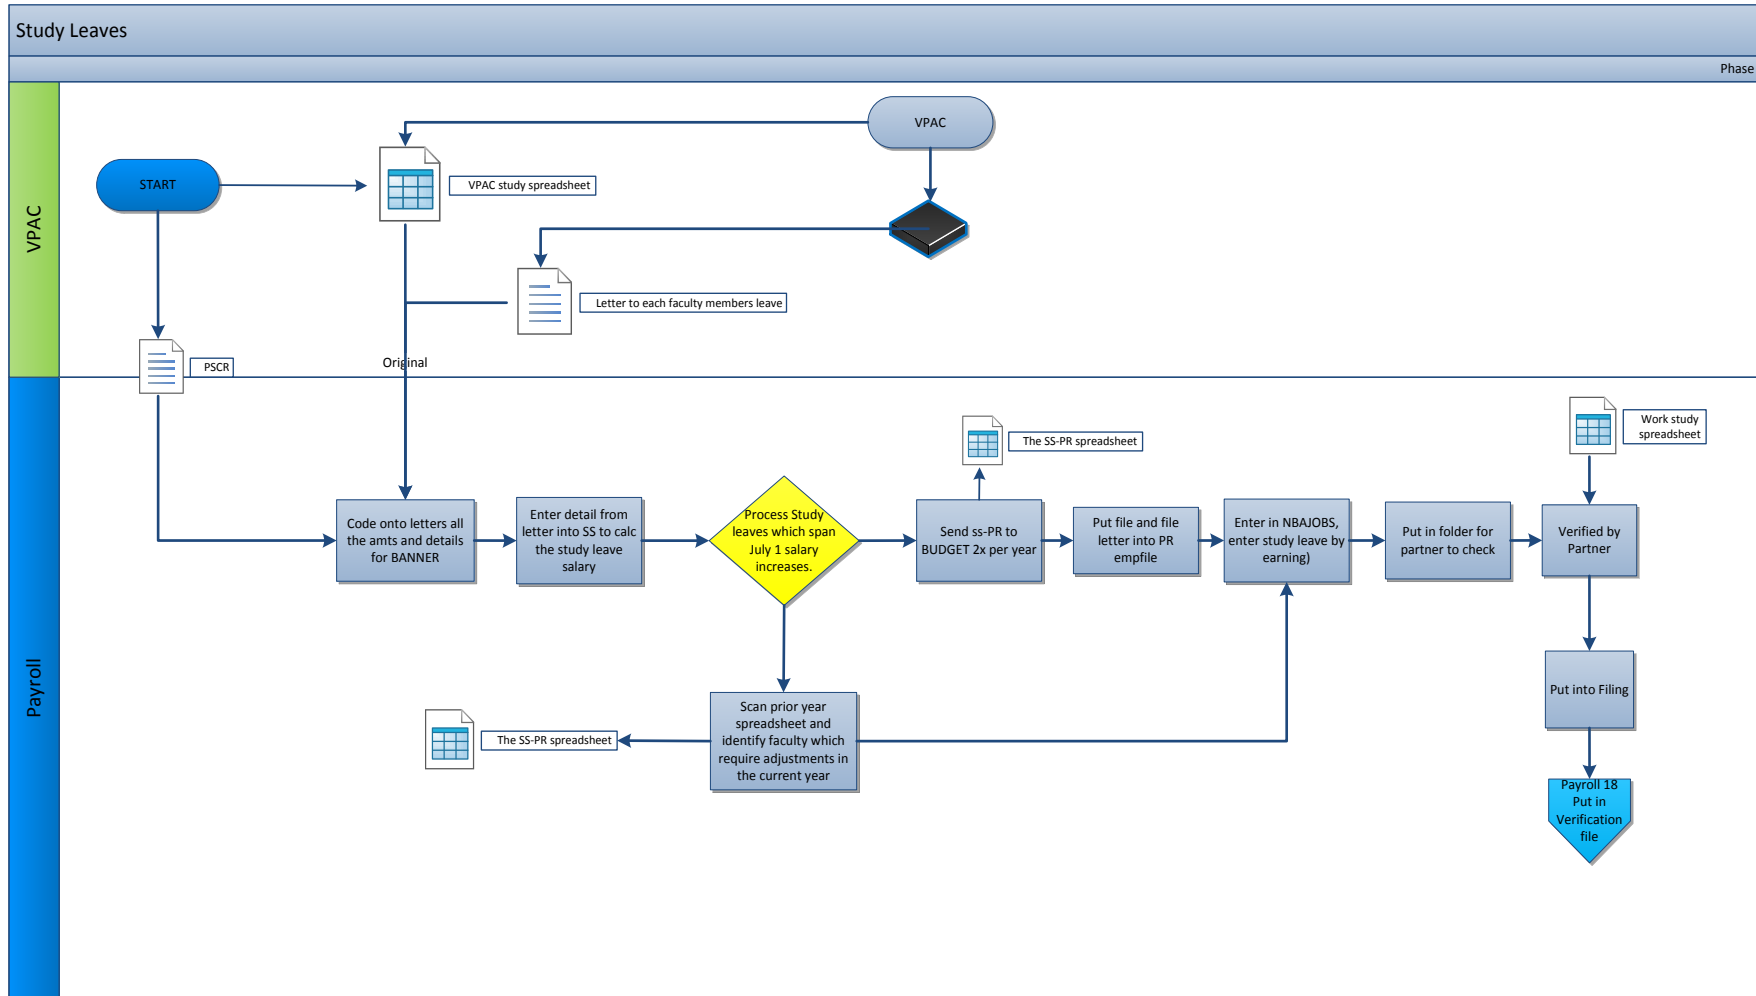 Study Leaves
Phase
VPAC
VPAC
START
VPAC study spreadsheet
Letter to each faculty members leave
PSCR
Original
Payroll
The SS-PR spreadsheet
Work study
spreadsheet
Code onto letters all
the amts and details
for BANNER
Enter detail from
letter into SS to calc
the study leave
salary
Process Study
leaves which span
July 1 salary
increases.
Send ss-PR to
BUDGET 2x per year
Put file and file
letter into PR
empfile
Enter in NBAJOBS,
enter study leave by
earning)
Put in folder for
partner to check
Verified by
Partner
Put into Filing
Scan prior year
spreadsheet and
identify faculty which
require adjustments in
the current year
The SS-PR spreadsheet
Payroll 18
Put in
Verification
file